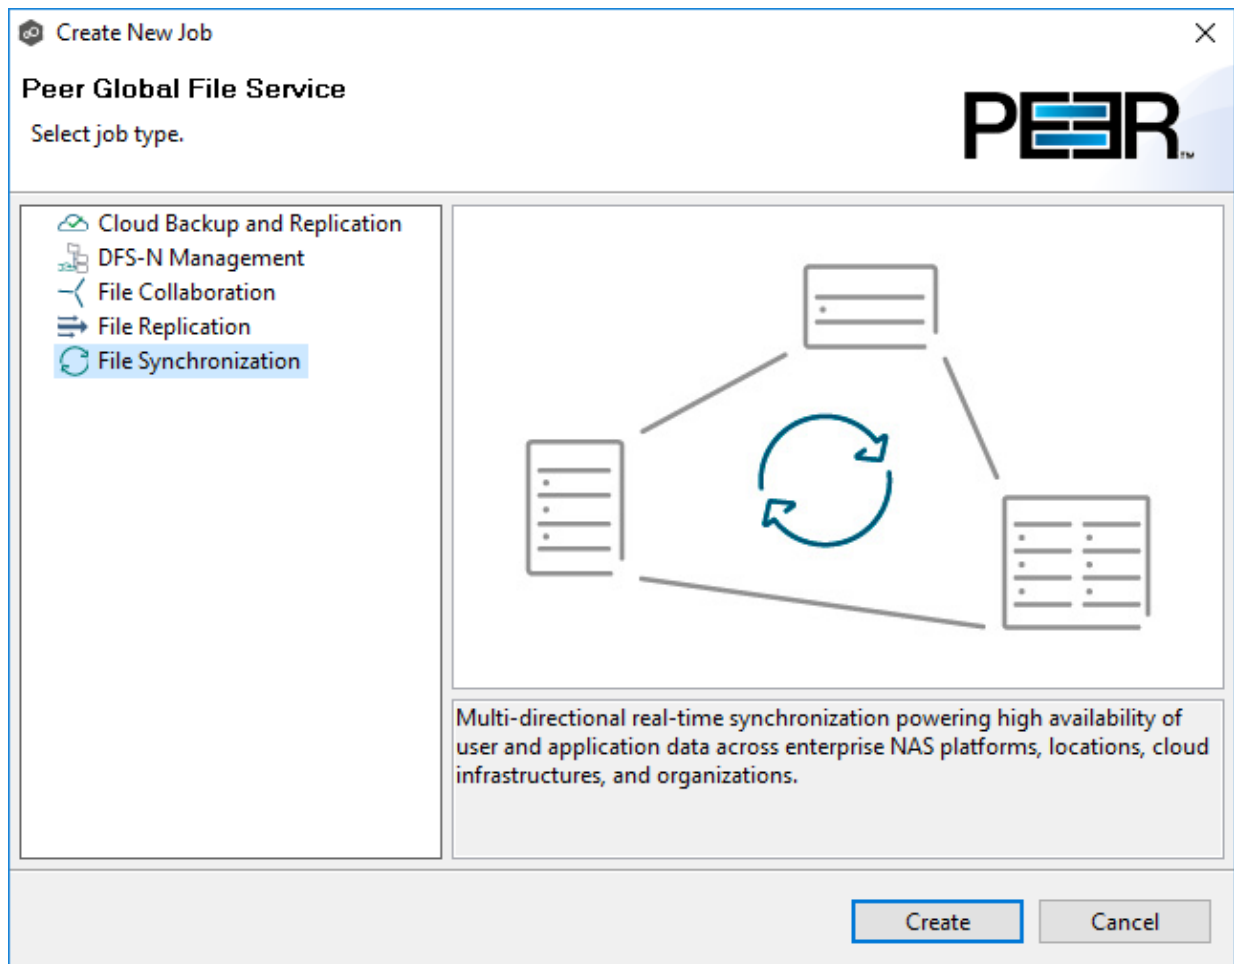 Create New Job
Peer Global File Service
Select job type.
PEER™
Cloud Backup and Replication
DFS-N Management
File Collaboration
File Replication
File Synchronization
Multi-directional real-time synchronization powering high availability of
user and application data across enterprise NAS platforms, locations, cloud
infrastructures, and organizations.
Create
Cancel